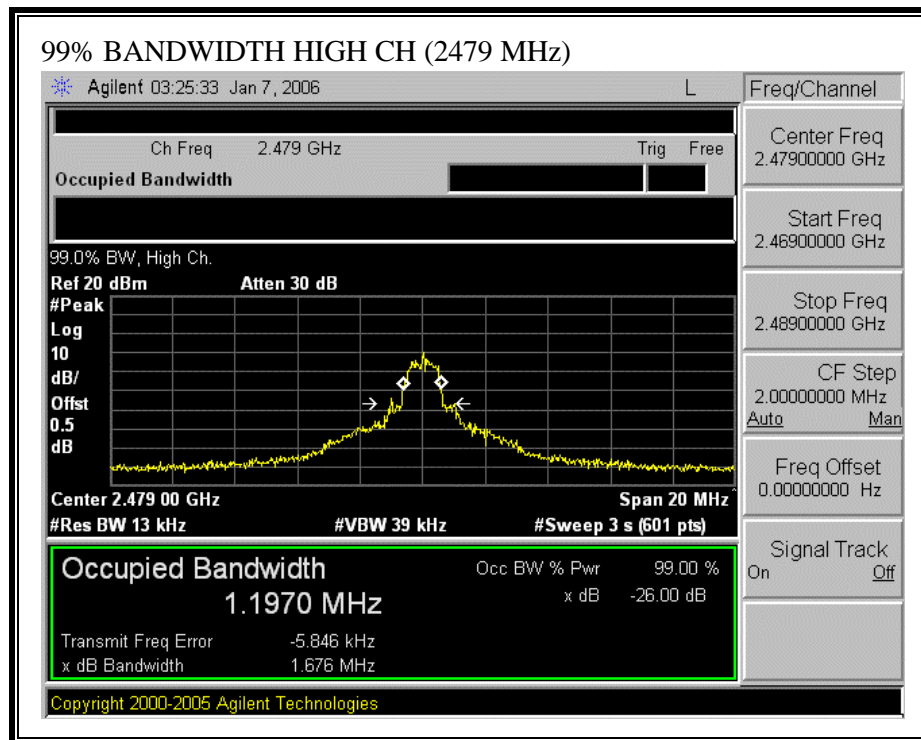 99% BANDWIDTH HIGH CH (2479 MHz)
Agilent 03:25:33 Jan 7, 2006 L
Freq/Channel
Ch Freq 2.479 GHz Trig Free
Occupied Bandwidth
Center Freq
2.47900000 GHz
Start Freq
2.46900000 GHz
99.0% BW, High Ch.
Ref 20 dBm Atten 30 dB
#Peak
Log
10
dB/
Offst
0.5
dB
Stop Freq
2.48900000 GHz
CF Step
2.00000000 MHz
Auto Man
Freq Offset
0.00000000 Hz
Center 2.479 00 GHz Span 20 MHz^
#Res BW 13 kHz #VBW 39 kHz #Sweep 3 s (601 pts)
Signal Track
On Off
Occupied Bandwidth Occ BW % Pwr 99.00 %
1.1970 MHz x dB -26.00 dB
Transmit Freq Error -5.846 kHz
x dB Bandwidth 1.676 MHz
Copyright 2000-2005 Agilent Technologies